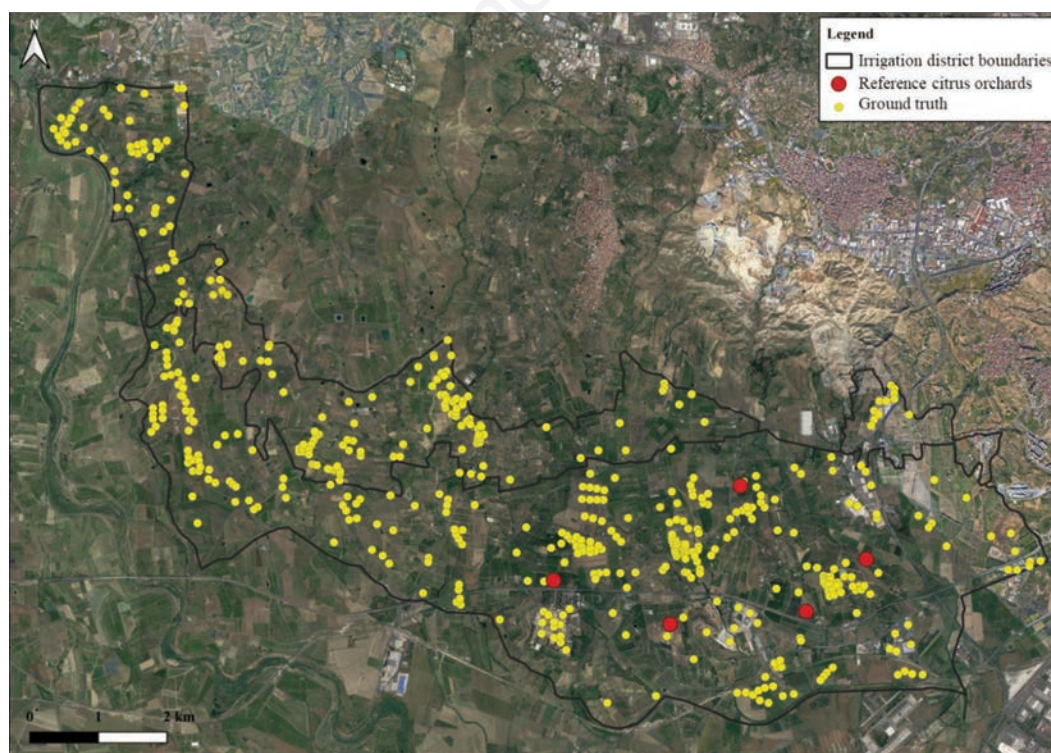 N
Legend
Irrigation district boundaries
Reference citrus orchards
Ground truth
0 1 2 km